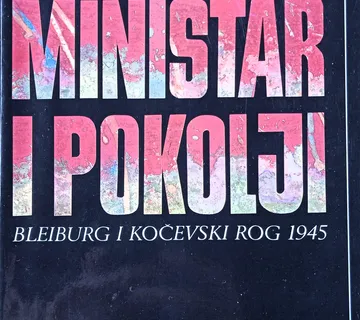 MINISTAR
I POKOLJI
BLEIBURG I KOČEVSKI ROG 1945